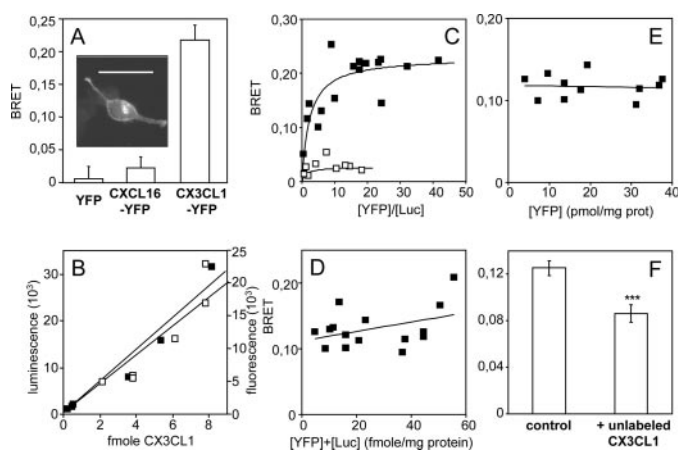 A
0,25
0,20
0,15
0,10
0,05
0,00
BRET
YFP
CXCL16
-YFP
CX3CL1
-YFP
B
30
20
10
0
luminescence (10³)
25
20
15
10
5
0
fluorescence (10³)
0 2 4 6 8
fmole CX3CL1
C
0,30
0,20
0,10
0,00
BRET
0 10 20 30 40 50
[YFP]/[Luc]
D
0,20
0,10
0
BRET
0 20 40 60
[YFP]+[Luc] (fmole/mg protein)
E
0,20
0,10
0
BRET
0 10 20 30 40
[YFP] (pmol/mg prot)
F
0,12
0,08
0,04
0
***
control
+ unlabeled
CX3CL1